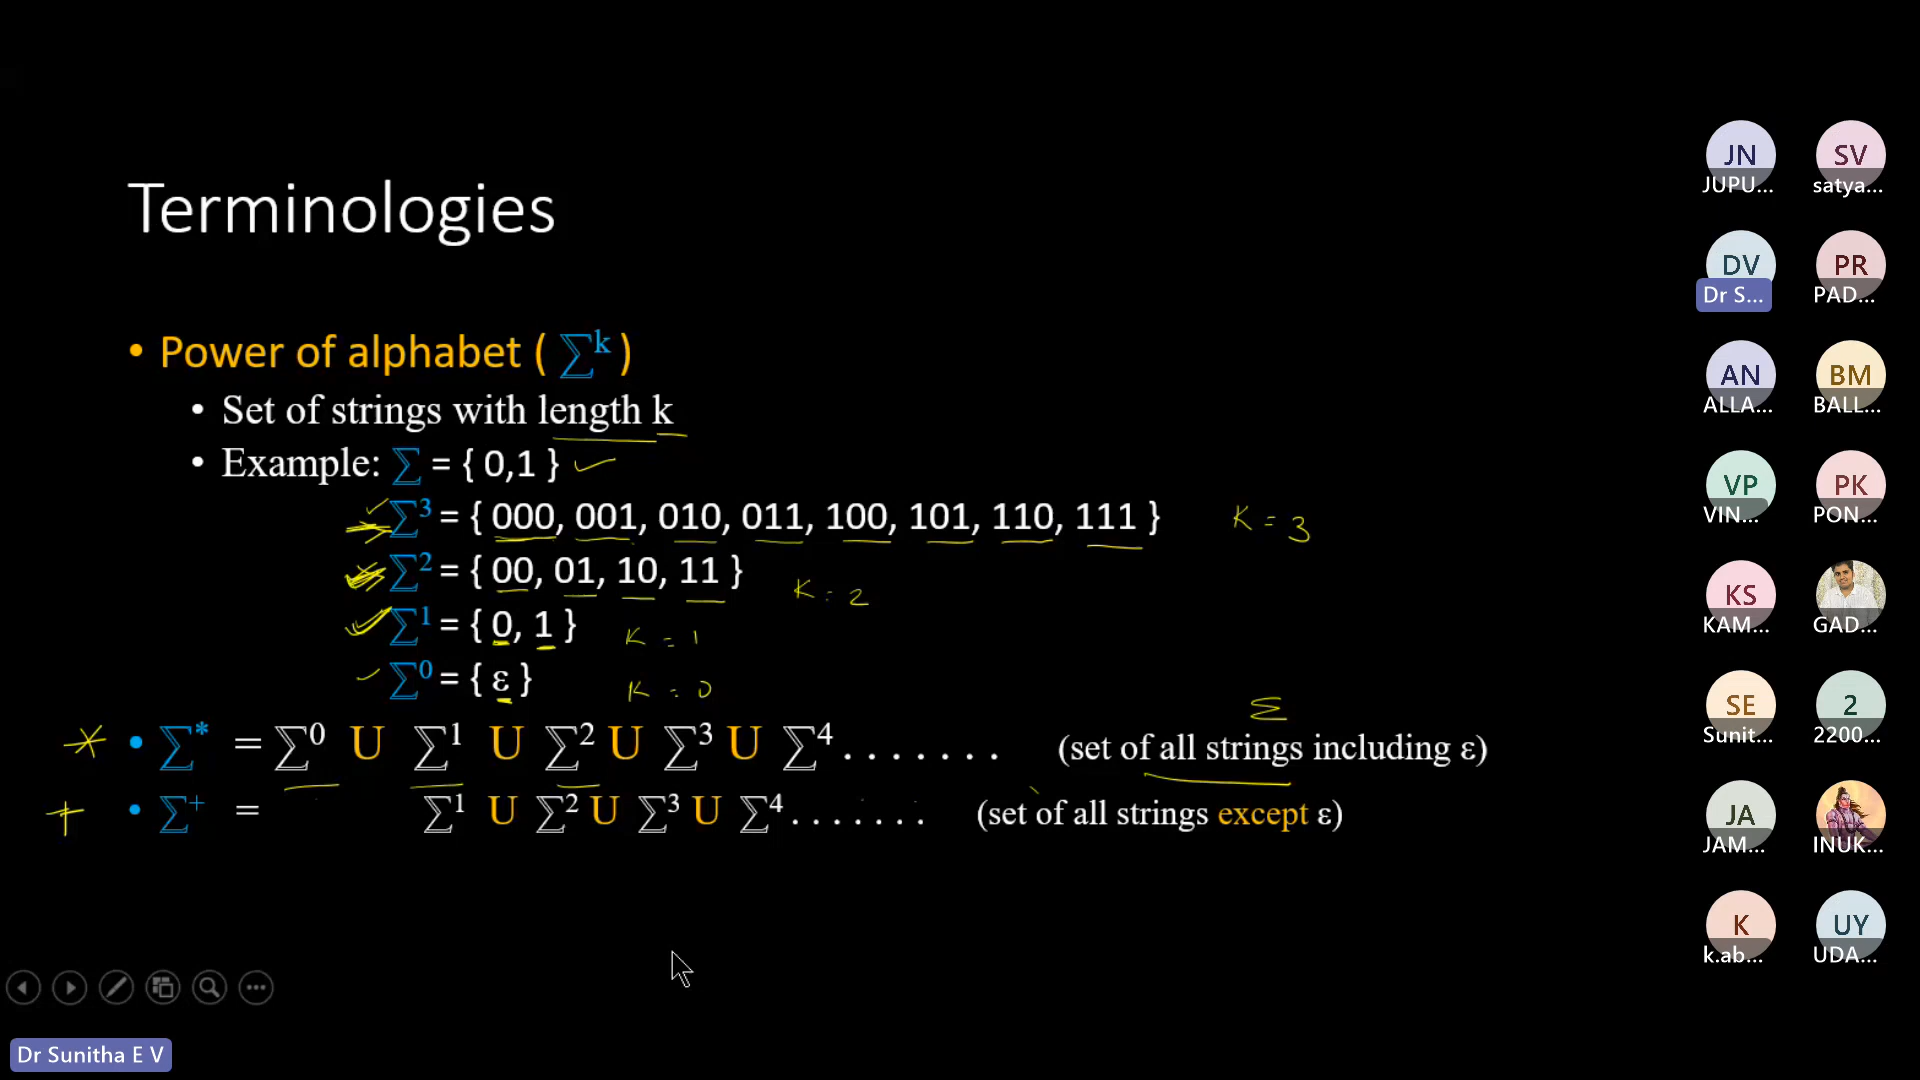 Terminologies
• Power of alphabet ( ∑ᵏ )
• Set of strings with length k
• Example: ∑ = { 0,1 }
∑³ = { 000, 001, 010, 011, 100, 101, 110, 111 } K = 3
∑² = { 00, 01, 10, 11 } K = 2
∑¹ = { 0, 1 } K = 1
∑⁰ = { ε } K = 0
Σ
* • ∑* = ∑⁰ U ∑¹ U ∑² U ∑³ U ∑⁴ . . . . . . . (set of all strings including ε)
+ • ∑⁺ = ∑¹ U ∑² U ∑³ U ∑⁴ . . . . . . . (set of all strings except ε)
Dr Sunitha E V
JN SV
JUPU... satya...
DV PR
Dr S... PAD...
AN BM
ALLA... BALL...
VP PK
VIN... PON...
KS
KAM... GAD...
SE 2
Sunit... 2200...
JA
JAM... INUK...
K UY
k.ab... UDA...